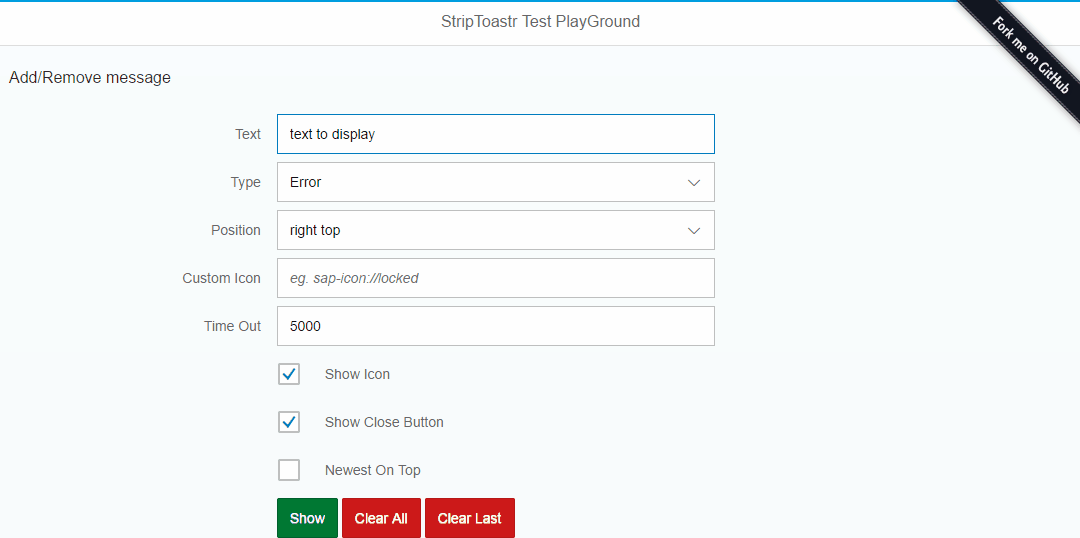 StripToastr Test PlayGround
Fork me on GitHub
Add/Remove message
Text
text to display
Type
Error
Position
right top
Custom Icon
eg. sap-icon://locked
Time Out
5000
Show Icon
Show Close Button
Newest On Top
Show
Clear All
Clear Last